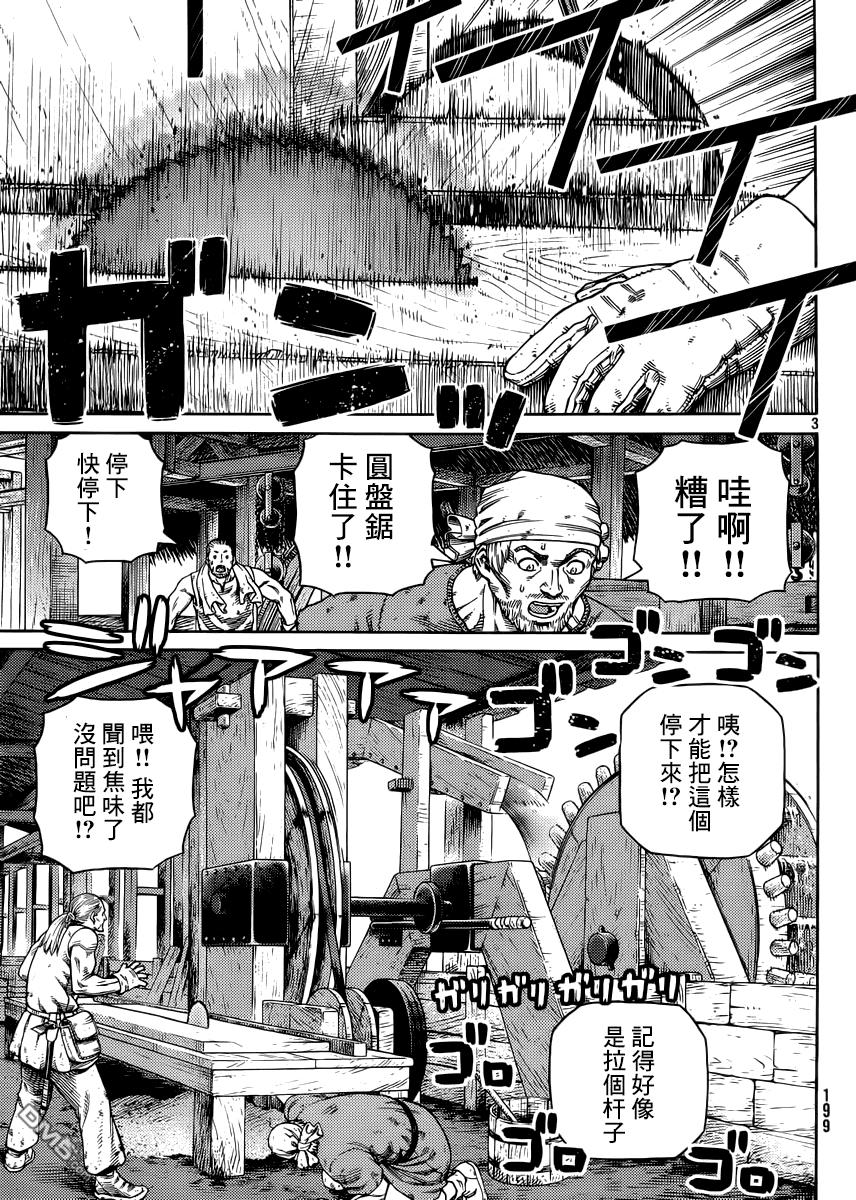 ガガガガン
3
哇啊!!
糟了!!
圓盤鋸
卡住了!!
停下
快停下!
ゴンゴンゴン
咦!?怎樣
才能把這個
停下來!?
喂!!我都
聞到焦味了
沒問題吧!?
ガリガリガリガリ
記得好像
是拉個杆子
ゴロ
ゴロ
ゴロ
199